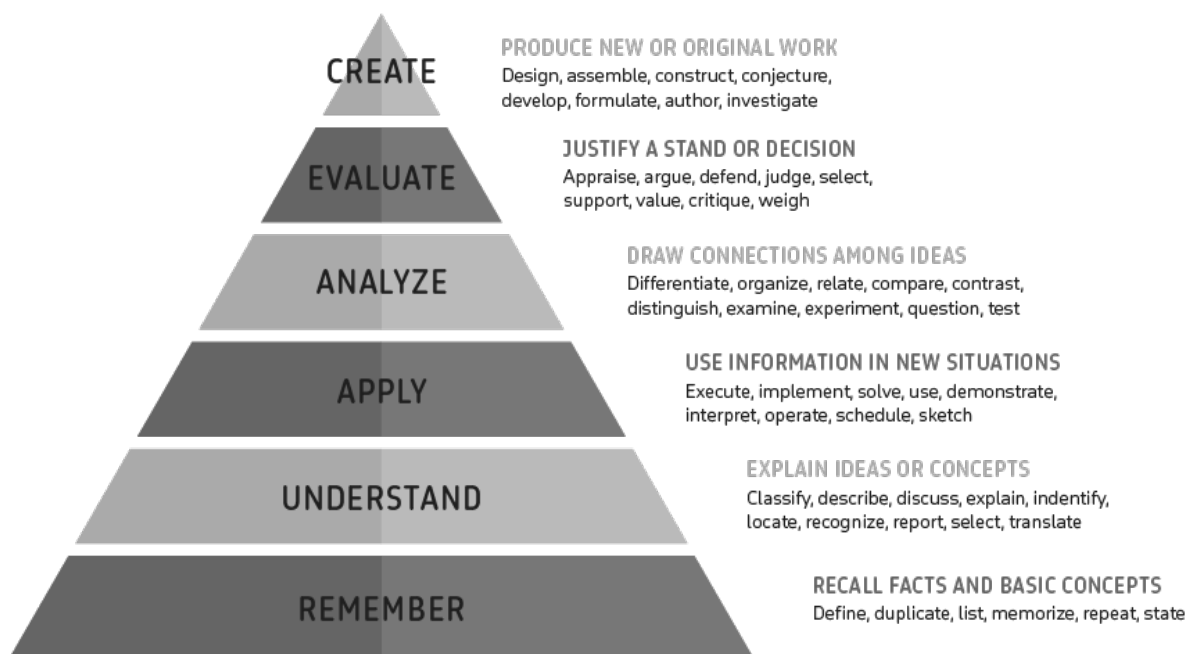 CREATE
PRODUCE NEW OR ORIGINAL WORK
Design, assemble, construct, conjecture,
develop, formulate, author, investigate
EVALUATE
JUSTIFY A STAND OR DECISION
Appraise, argue, defend, judge, select,
support, value, critique, weigh
ANALYZE
DRAW CONNECTIONS AMONG IDEAS
Differentiate, organize, relate, compare, contrast,
distinguish, examine, experiment, question, test
APPLY
USE INFORMATION IN NEW SITUATIONS
Execute, implement, solve, use, demonstrate,
interpret, operate, schedule, sketch
UNDERSTAND
EXPLAIN IDEAS OR CONCEPTS
Classify, describe, discuss, explain, indentify,
locate, recognize, report, select, translate
REMEMBER
RECALL FACTS AND BASIC CONCEPTS
Define, duplicate, list, memorize, repeat, state